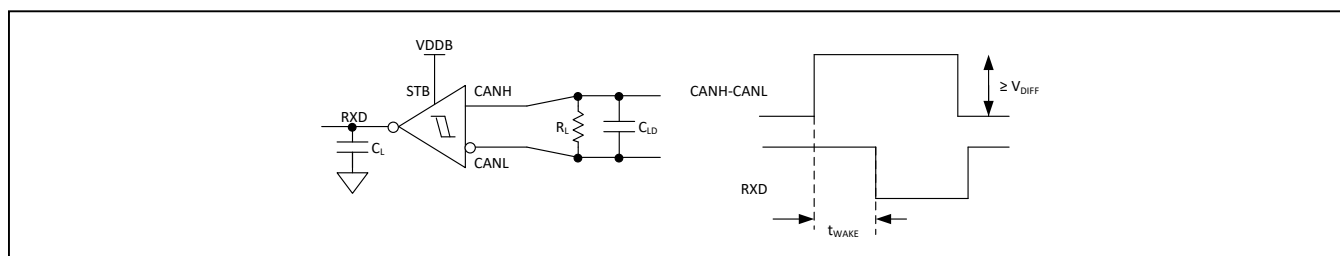 VDDB
STB
CANH
RXD
C_L
CANL
R_L
C_LD
CANH-CANL
≥ V_DIFF
RXD
t_WAKE